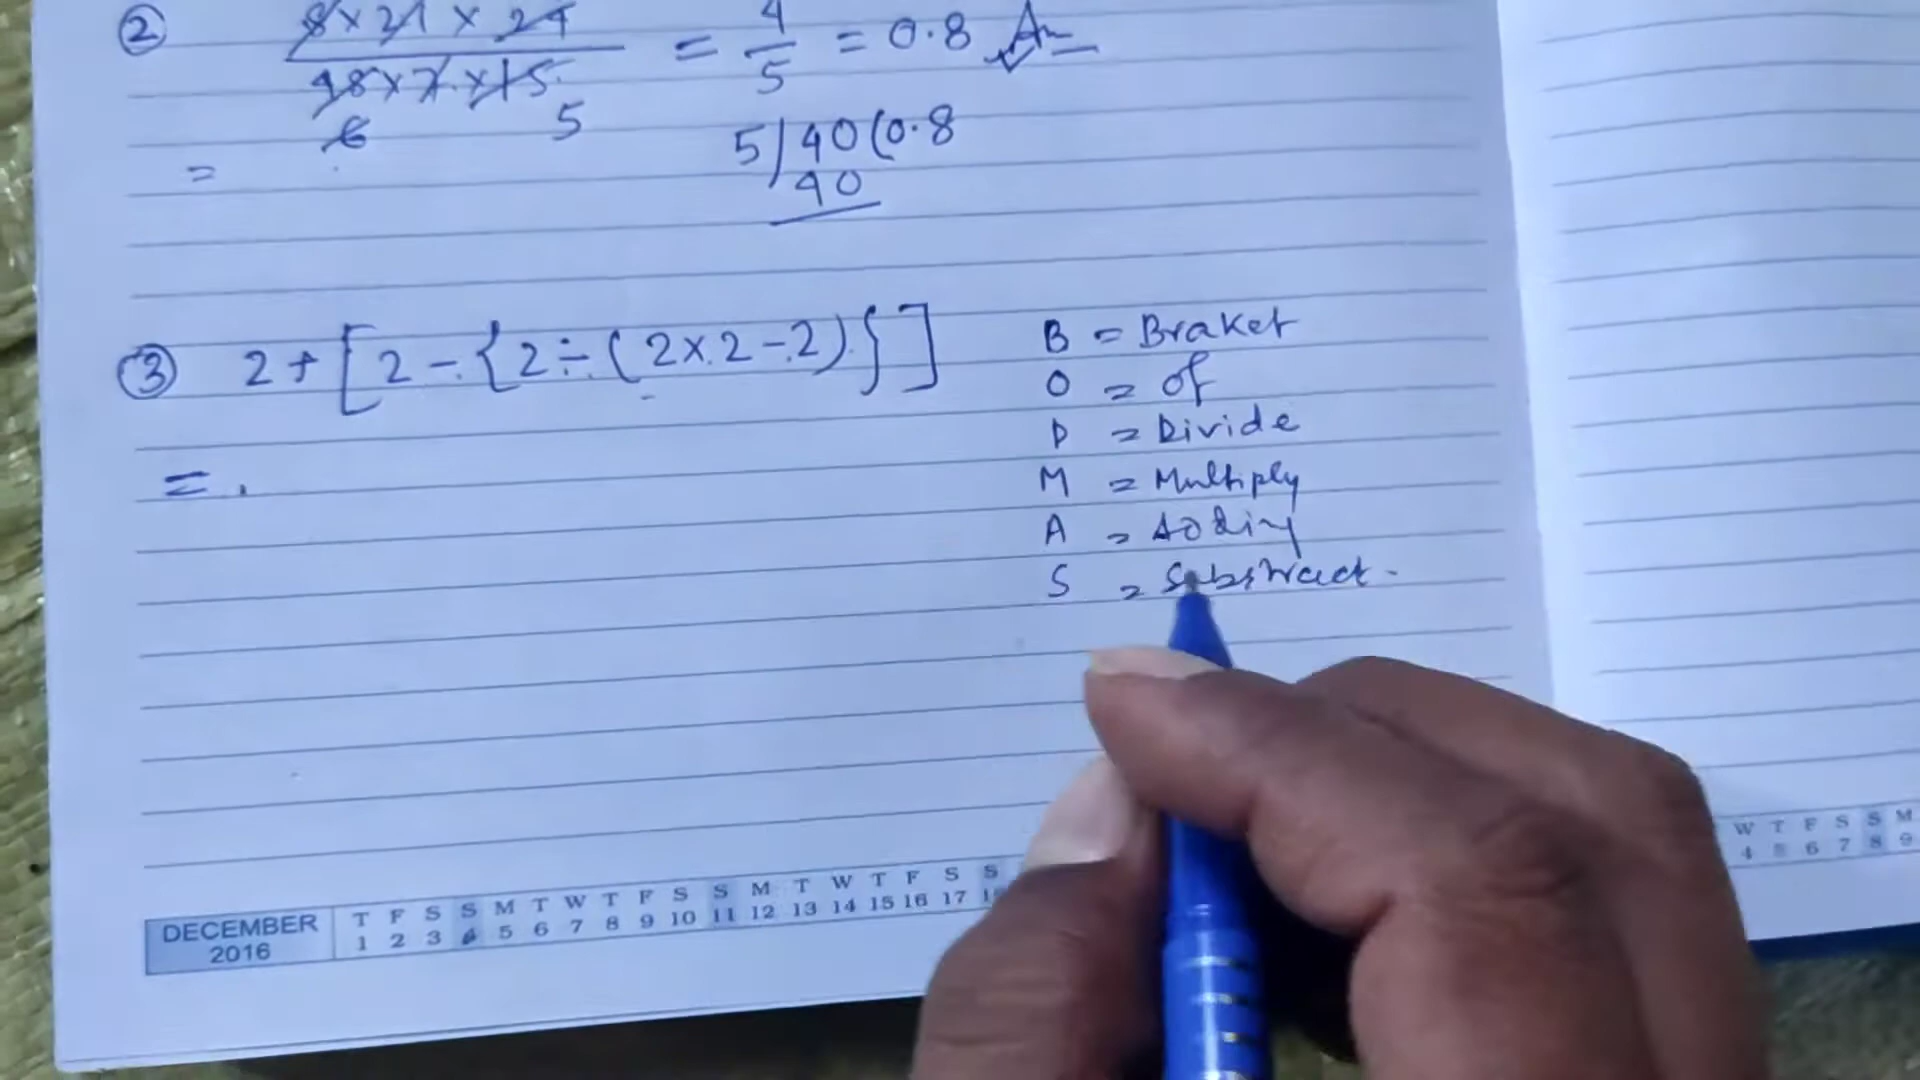 ② 8 × 21 × 24 = 4 = 0.8 Ans
48 × 7 × 15 5
6 5
5 / 40 ( 0.8
= 40
③ 2 + [ 2 - { 2 ÷ ( 2 × 2 - 2 ) } ] B = Braket
O = of
D = Divide
= M = Multiply
A = Adding
S = Substract
T F S S M T W T F S S M T W T F S S
DECEMBER 2016 1 2 3 4 5 6 7 8 9 10 11 12 13 14 15 16 17 18
W T F S S M
4 5 6 7 8 9